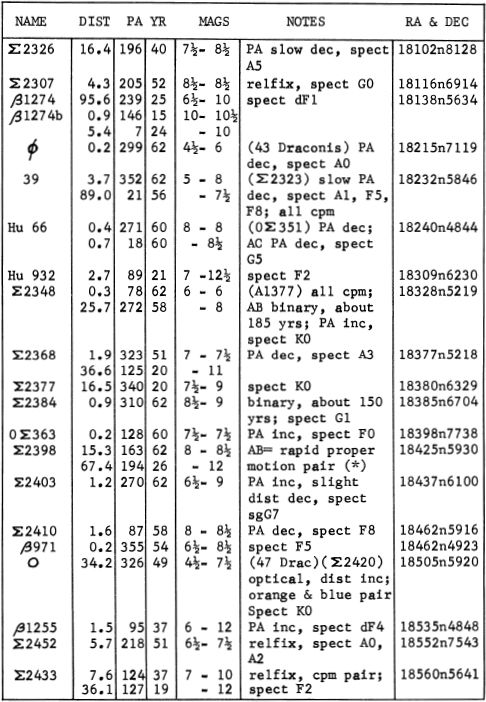 NAME DIST PA YR MAGS NOTES RA & DEC
Σ2326 16.4 196 40 7½- 8½ PA slow dec, spect 18102n8128
A5
Σ2307 4.3 205 52 8½- 8½ relfix, spect G0 18116n6914
β1274 95.6 239 25 6½- 10 spect dF1 18138n5634
β1274b 0.9 146 15 10- 10½
5.4 7 24 - 10
φ 0.2 299 62 4½- 6 (43 Draconis) PA 18215n7119
dec, spect A0
39 3.7 352 62 5 - 8 (Σ2323) slow PA 18232n5846
89.0 21 56 - 7½ dec, spect A1, F5,
F8; all cpm
Hu 66 0.4 271 60 8 - 8 (OΣ351) PA dec; 18240n4844
0.7 18 60 - 8½ AC PA dec, spect
G5
Hu 932 2.7 89 21 7 -12½ spect F2 18309n6230
Σ2348 0.3 78 62 6 - 6 (A1377) all cpm; 18328n5219
25.7 272 58 - 8 AB binary, about
185 yrs; PA inc,
spect K0
Σ2368 1.9 323 51 7 - 7½ PA dec, spect A3 18377n5218
36.6 125 20 - 11
Σ2377 16.5 340 20 7½- 9 spect K0 18380n6329
Σ2384 0.9 310 62 8½- 9 binary, about 150 18385n6704
yrs; spect G1
OΣ363 0.2 128 60 7½- 7½ PA inc, spect F0 18398n7738
Σ2398 15.3 163 62 8 - 8½ AB= rapid proper 18425n5930
67.4 194 26 - 12 motion pair (*)
Σ2403 1.2 270 62 6½- 9 PA inc, slight 18437n6100
dist dec, spect
sgG7
Σ2410 1.6 87 58 8 - 8½ PA dec, spect F8 18462n5916
β971 0.2 355 54 6½- 8½ spect F5 18462n4923
O 34.2 326 49 4½- 7½ (47 Drac)(Σ2420) 18505n5920
optical, dist inc;
orange & blue pair
Spect K0
β1255 1.5 95 37 6 - 12 PA inc, spect dF4 18535n4848
Σ2452 5.7 218 51 6½- 7½ relfix, spect A0, 18552n7543
A2
Σ2433 7.6 124 37 7 - 10 relfix, cpm pair; 18560n5641
36.1 127 19 - 12 spect F2